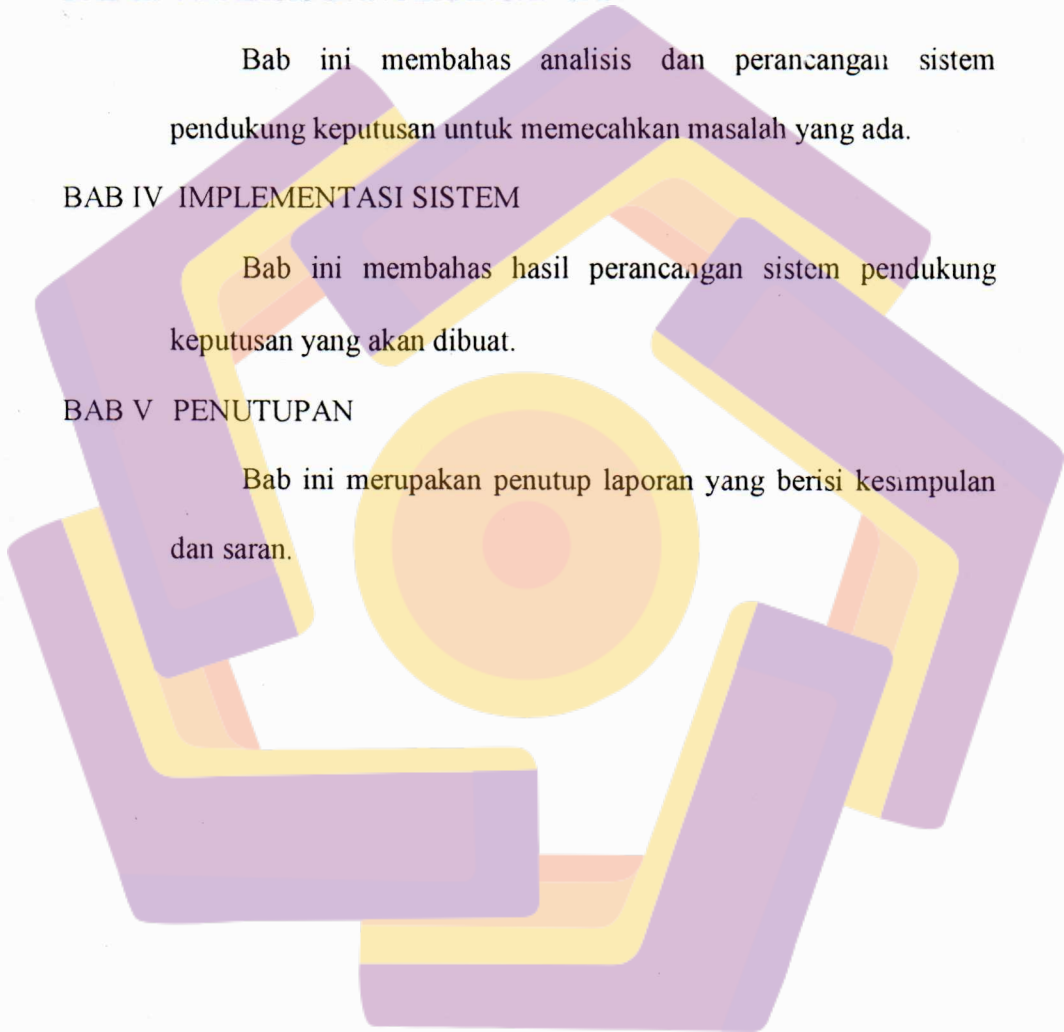 Bab ini membahas analisis dan perancangan sistem
pendukung keputusan untuk memecahkan masalah yang ada.
BAB IV IMPLEMENTASI SISTEM
Bab ini membahas hasil perancangan sistem pendukung
keputusan yang akan dibuat.
BAB V PENUTUPAN
Bab ini merupakan penutup laporan yang berisi kesimpulan
dan saran.